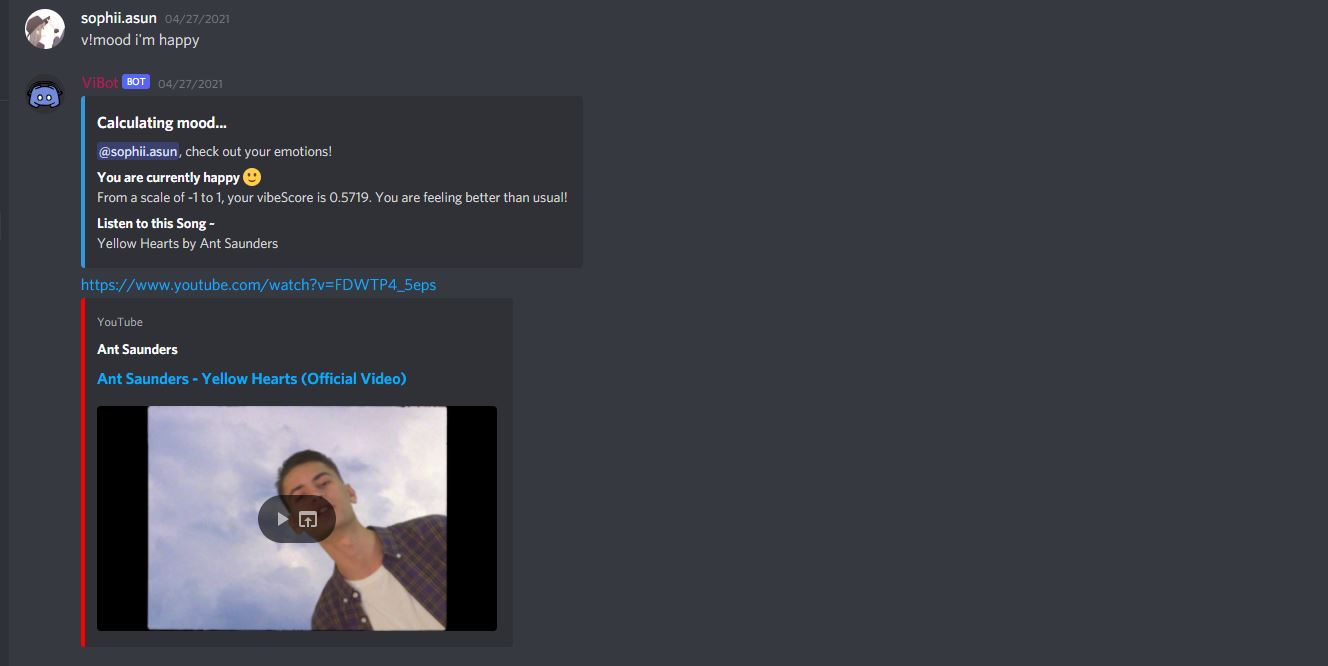 sophii.asun 04/27/2021
v!mood i'm happy
ViBot BOT 04/27/2021
Calculating mood...
@sophii.asun, check out your emotions!
You are currently happy 🙂
From a scale of -1 to 1, your vibeScore is 0.5719. You are feeling better than usual!
Listen to this Song ~
Yellow Hearts by Ant Saunders
https://www.youtube.com/watch?v=FDWTP4_5eps
YouTube
Ant Saunders
Ant Saunders - Yellow Hearts (Official Video)